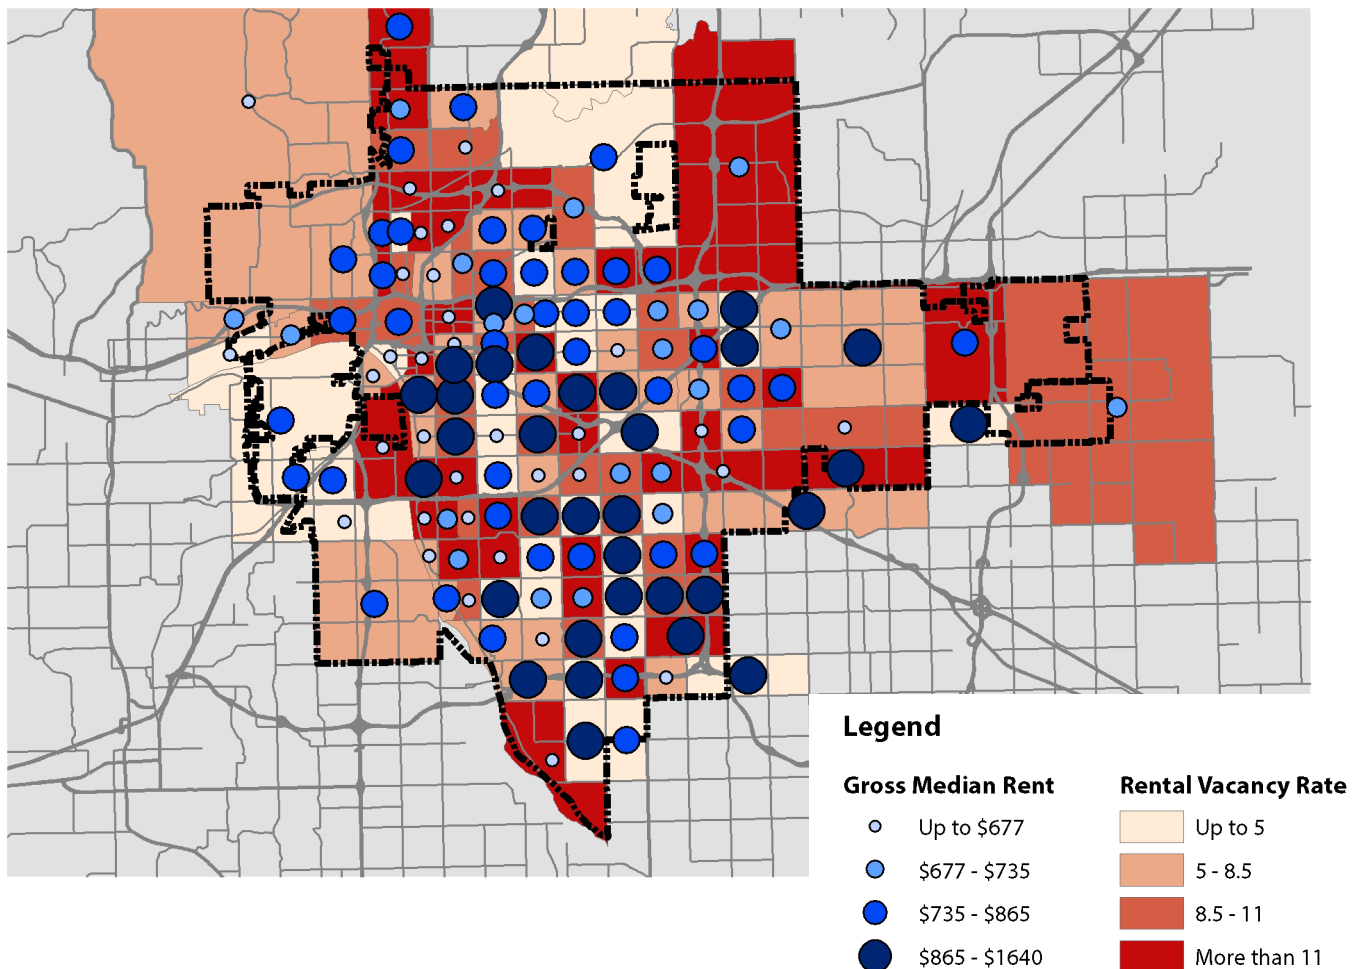 Legend
Gross Median Rent
Up to $677
$677 - $735
$735 - $865
$865 - $1640
Rental Vacancy Rate
Up to 5
5 - 8.5
8.5 - 11
More than 11